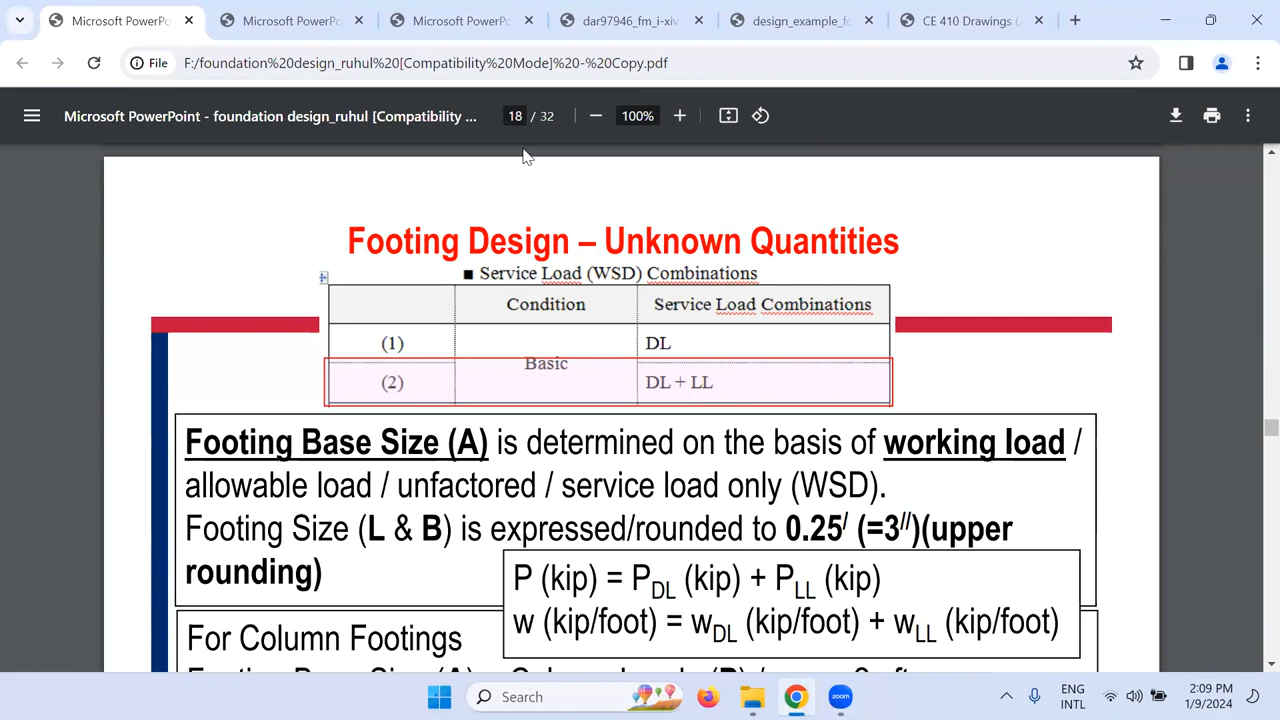 Microsoft PowerP
Microsoft PowerP
Microsoft PowerP
dar97946_fm_i-xiv
design_example_fo
CE 410 Drawings (
File
F:/foundation%20design_ruhul%20[Compatibility%20Mode]%20-%20Copy.pdf
Microsoft PowerPoint - foundation design_ruhul [Compatibility ...
18 / 32
100%
Footing Design – Unknown Quantities
■ Service Load (WSD) Combinations
Condition
Service Load Combinations
(1)
DL
Basic
(2)
DL + LL
Footing Base Size (A) is determined on the basis of working load /
allowable load / unfactored / service load only (WSD).
Footing Size (L & B) is expressed/rounded to 0.25/ (=3//)(upper
rounding)
P (kip) = PDL (kip) + PLL (kip)
w (kip/foot) = wDL (kip/foot) + wLL (kip/foot)
For Column Footings
Search
zoom
ENG
INTL
2:09 PM
1/9/2024